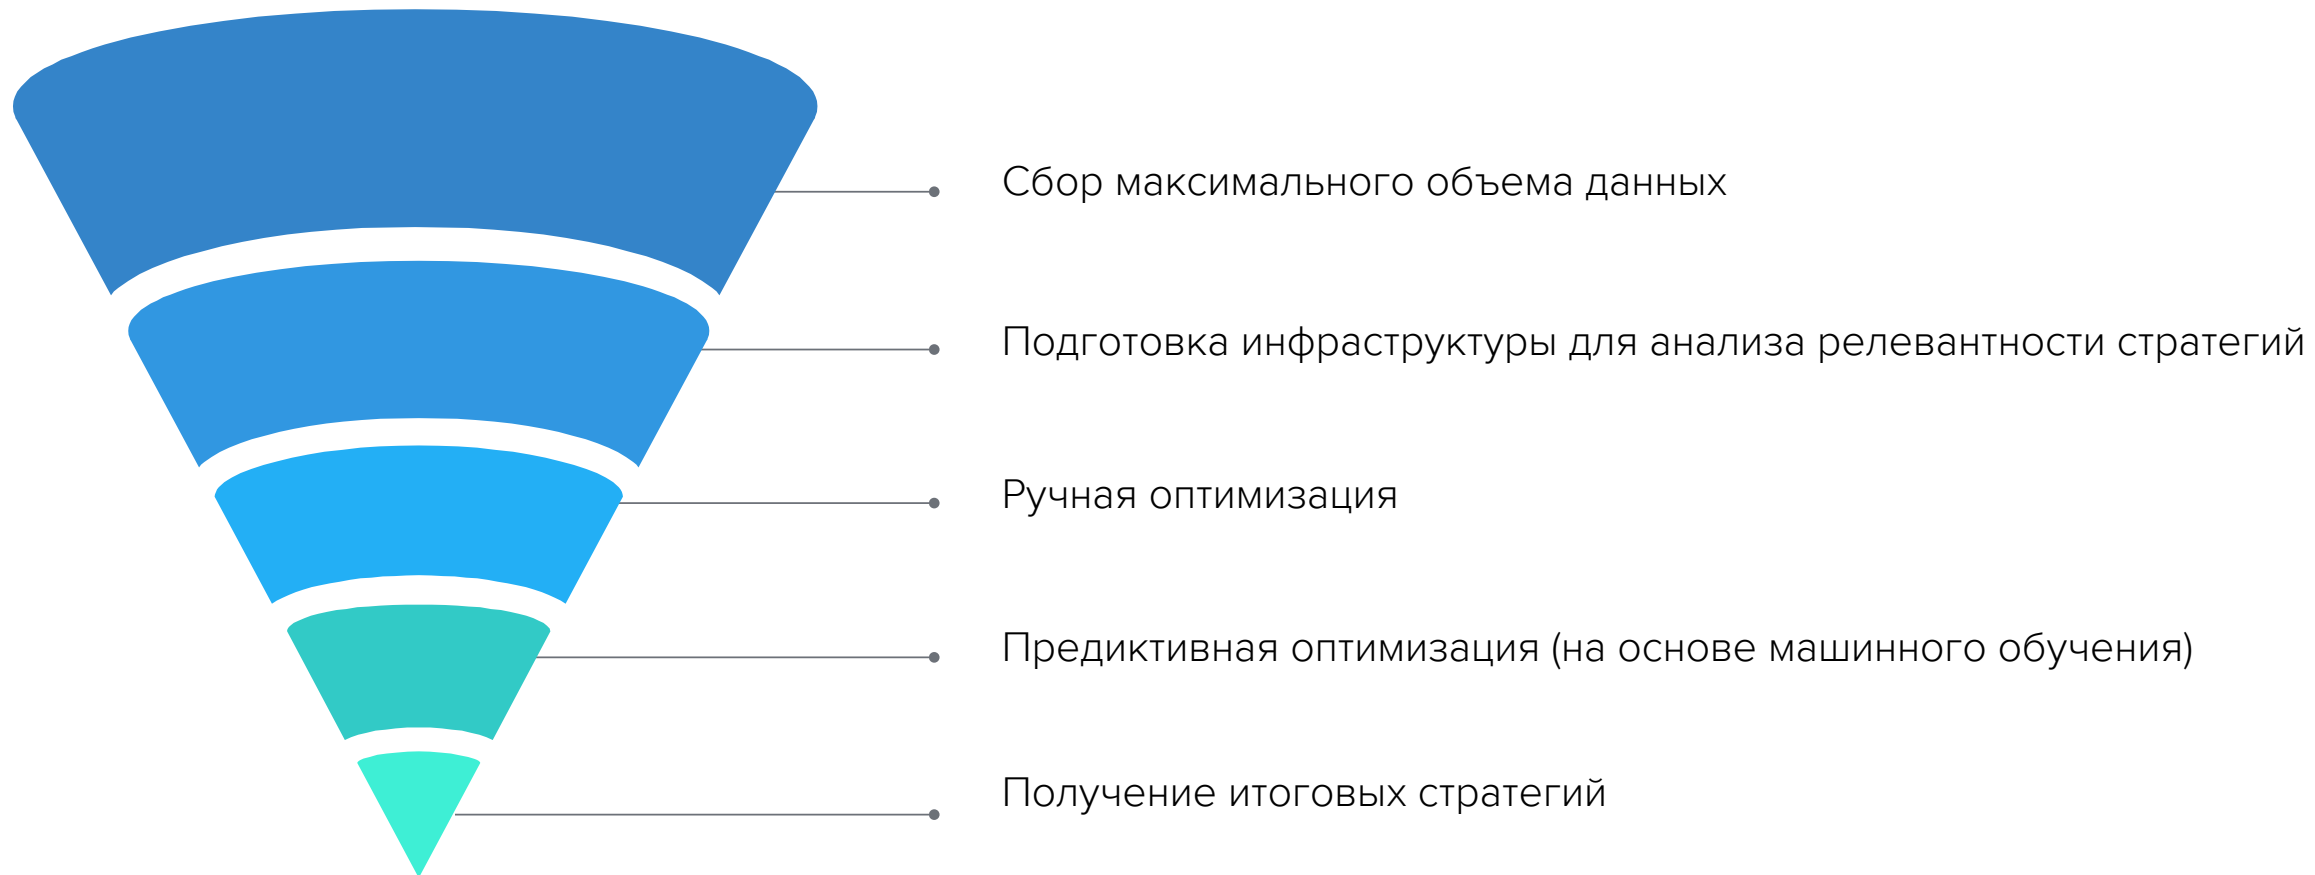 Сбор максимального объема данных
Подготовка инфраструктуры для анализа релевантности стратегий
Ручная оптимизация
Предиктивная оптимизация (на основе машинного обучения)
Получение итоговых стратегий